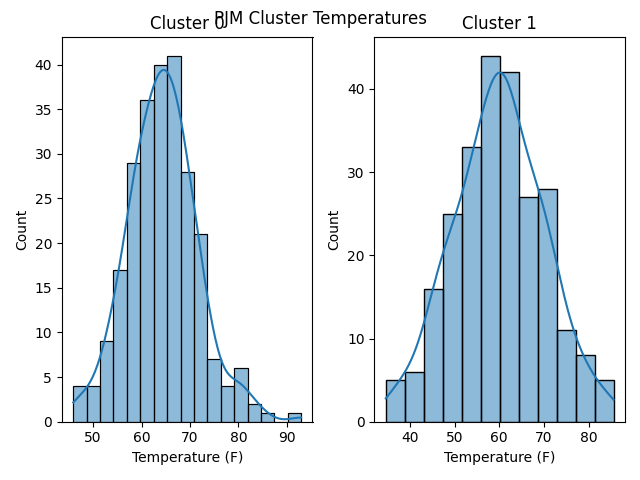 PJM Cluster Temperatures
Cluster 0
Cluster 1
Count
40
35
30
25
20
15
10
5
0
50 60 70 80 90
Temperature (F)
Count
40
30
20
10
0
40 50 60 70 80
Temperature (F)